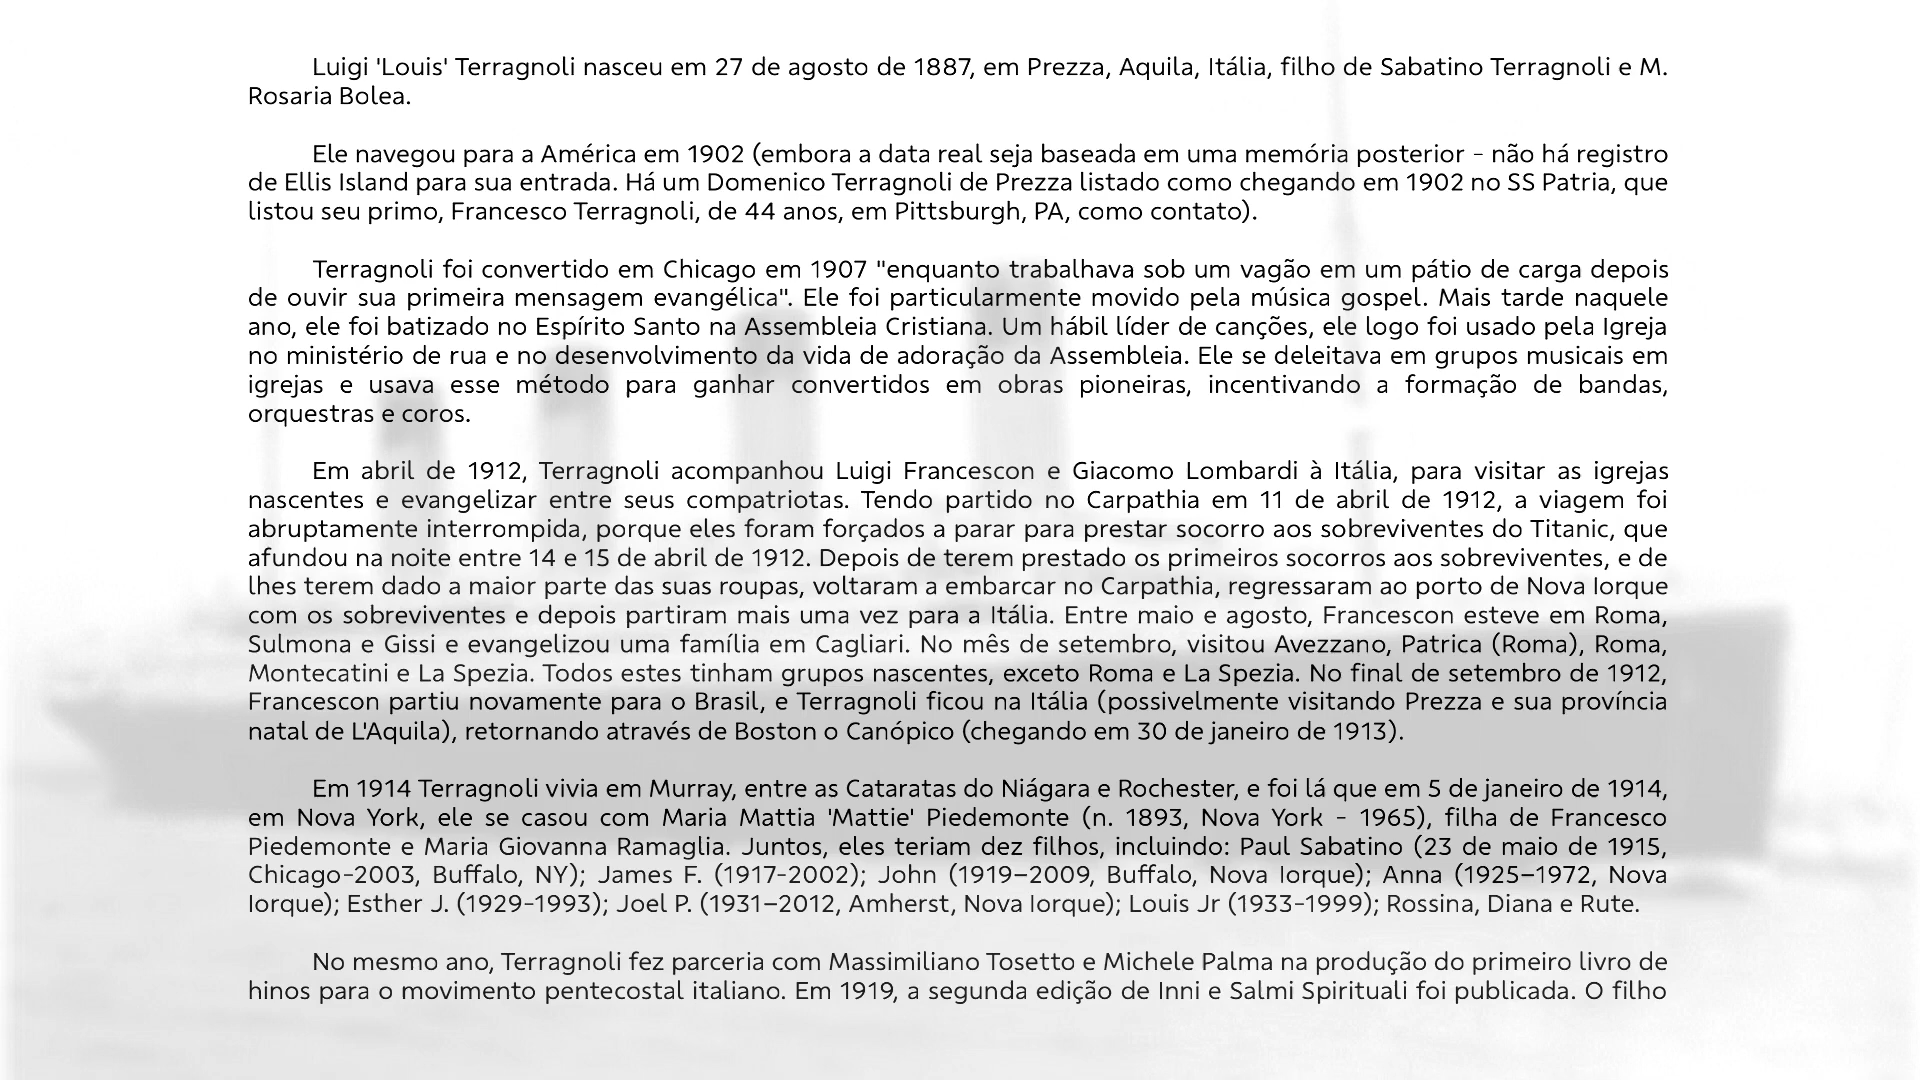 Luigi 'Louis' Terragnoli nasceu em 27 de agosto de 1887, em Prezza, Aquila, Itália, filho de Sabatino Terragnoli e M.
Rosaria Bolea.
Ele navegou para a América em 1902 (embora a data real seja baseada em uma memória posterior - não há registro
de Ellis Island para sua entrada. Há um Domenico Terragnoli de Prezza listado como chegando em 1902 no SS Patria, que
listou seu primo, Francesco Terragnoli, de 44 anos, em Pittsburgh, PA, como contato).
Terragnoli foi convertido em Chicago em 1907 "enquanto trabalhava sob um vagão em um pátio de carga depois
de ouvir sua primeira mensagem evangélica". Ele foi particularmente movido pela música gospel. Mais tarde naquele
ano, ele foi batizado no Espírito Santo na Assembleia Cristiana. Um hábil líder de canções, ele logo foi usado pela Igreja
no ministério de rua e no desenvolvimento da vida de adoração da Assembleia. Ele se deleitava em grupos musicais em
igrejas e usava esse método para ganhar convertidos em obras pioneiras, incentivando a formação de bandas,
orquestras e coros.
Em abril de 1912, Terragnoli acompanhou Luigi Francescon e Giacomo Lombardi à Itália, para visitar as igrejas
nascentes e evangelizar entre seus compatriotas. Tendo partido no Carpathia em 11 de abril de 1912, a viagem foi
abruptamente interrompida, porque eles foram forçados a parar para prestar socorro aos sobreviventes do Titanic, que
afundou na noite entre 14 e 15 de abril de 1912. Depois de terem prestado os primeiros socorros aos sobreviventes, e de
lhes terem dado a maior parte das suas roupas, voltaram a embarcar no Carpathia, regressaram ao porto de Nova Iorque
com os sobreviventes e depois partiram mais uma vez para a Itália. Entre maio e agosto, Francescon esteve em Roma,
Sulmona e Gissi e evangelizou uma família em Cagliari. No mês de setembro, visitou Avezzano, Patrica (Roma), Roma,
Montecatini e La Spezia. Todos estes tinham grupos nascentes, exceto Roma e La Spezia. No final de setembro de 1912,
Francescon partiu novamente para o Brasil, e Terragnoli ficou na Itália (possivelmente visitando Prezza e sua província
natal de L'Aquila), retornando através de Boston o Canópico (chegando em 30 de janeiro de 1913).
Em 1914 Terragnoli vivia em Murray, entre as Cataratas do Niágara e Rochester, e foi lá que em 5 de janeiro de 1914,
em Nova York, ele se casou com Maria Mattia 'Mattie' Piedemonte (n. 1893, Nova York - 1965), filha de Francesco
Piedemonte e Maria Giovanna Ramaglia. Juntos, eles teriam dez filhos, incluindo: Paul Sabatino (23 de maio de 1915,
Chicago-2003, Buffalo, NY); James F. (1917-2002); John (1919–2009, Buffalo, Nova Iorque); Anna (1925–1972, Nova
Iorque); Esther J. (1929-1993); Joel P. (1931–2012, Amherst, Nova Iorque); Louis Jr (1933-1999); Rossina, Diana e Rute.
No mesmo ano, Terragnoli fez parceria com Massimiliano Tosetto e Michele Palma na produção do primeiro livro de
hinos para o movimento pentecostal italiano. Em 1919, a segunda edição de Inni e Salmi Spirituali foi publicada. O filho